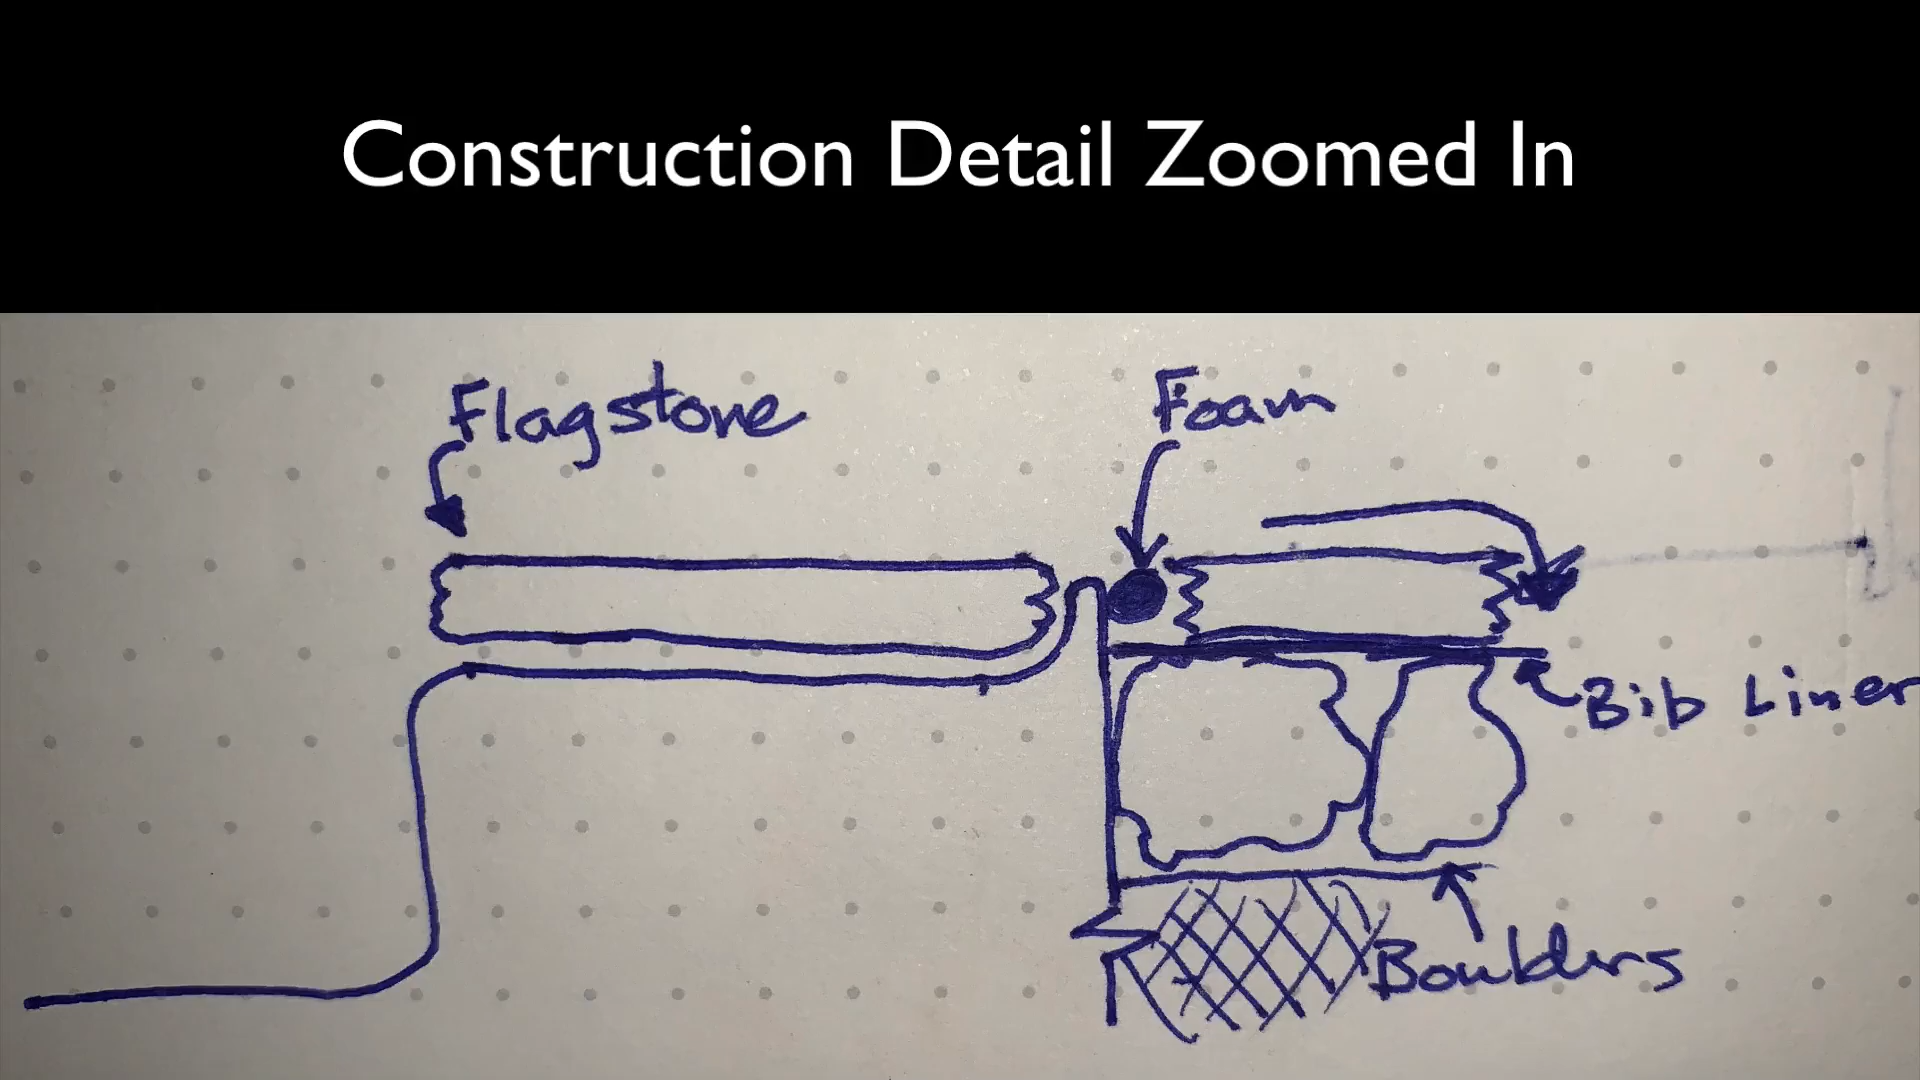 Construction Detail Zoomed In
Flagstone
Foam
Bib Liner
Boulders